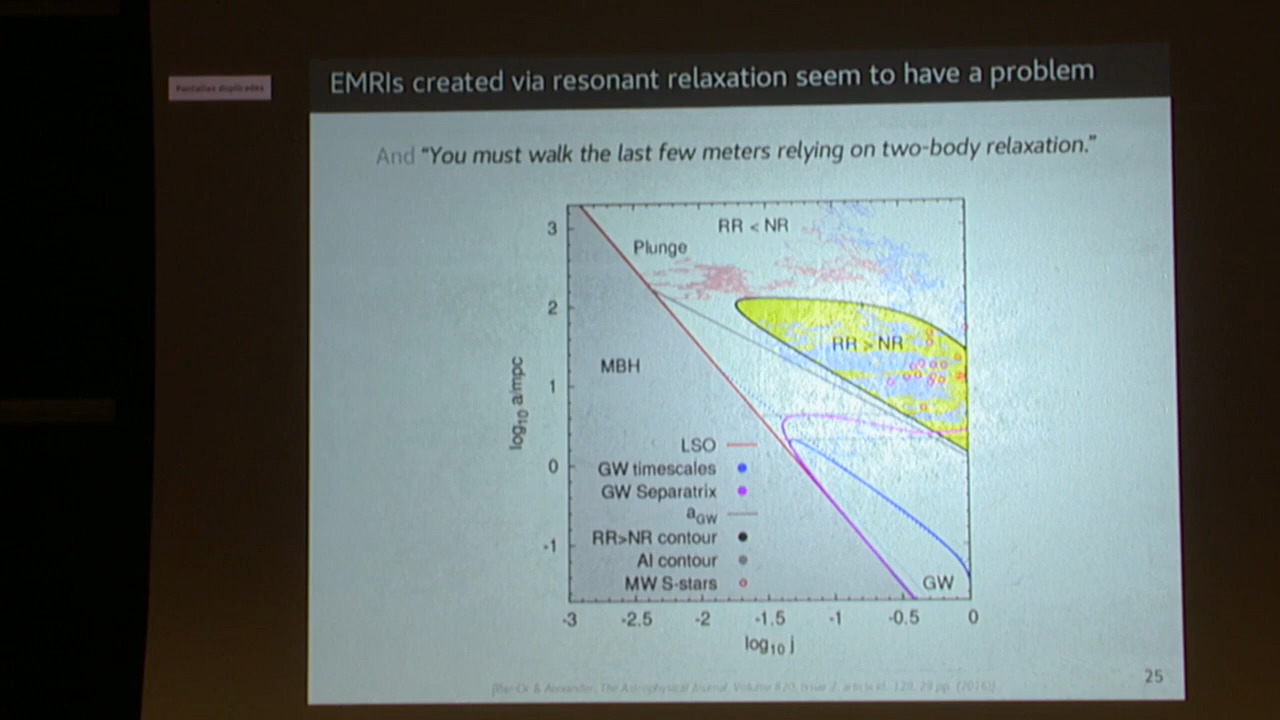 Pantallas duplicadas
EMRIs created via resonant relaxation seem to have a problem
And “You must walk the last few meters relying on two-body relaxation.”
RR < NR
Plunge
RR > NR
MBH
GW
LSO
GW timescales
GW Separatrix
aGW
RR>NR contour
AI contour
MW S-stars
3
2
1
0
-1
log10 a/mpc
-3 -2.5 -2 -1.5 -1 -0.5 0
log10 j
[Bar-Or & Alexander, The Astrophysical Journal, Volume 820, Issue 2, article id. 129, 29 pp. (2016)]
25